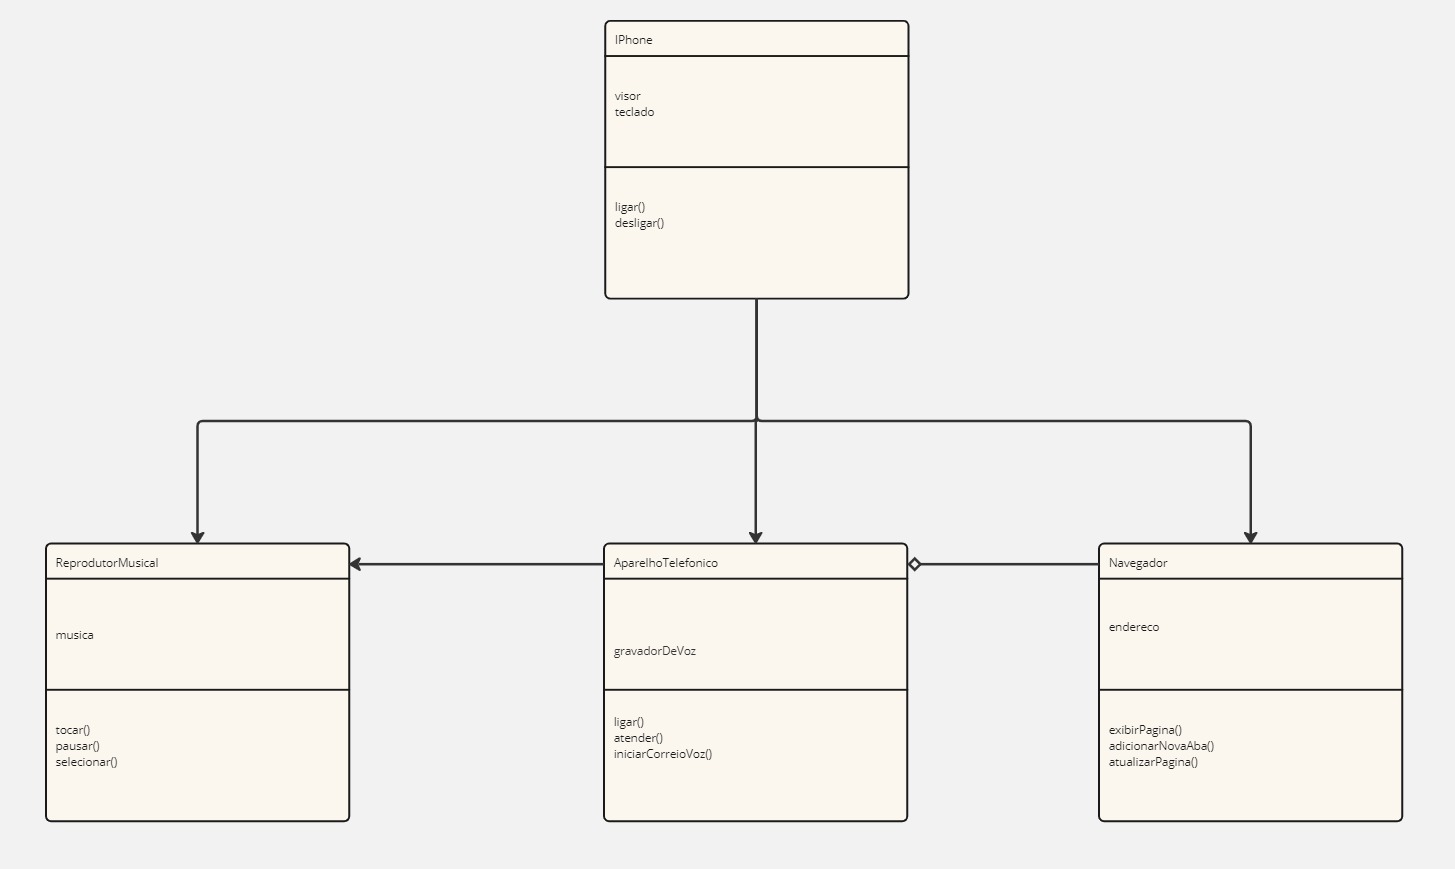 IPhone
visor
teclado
ligar()
desligar()
ReprodutorMusical
musica
tocar()
pausar()
selecionar()
AparelhoTelefonico
gravadorDeVoz
ligar()
atender()
iniciarCorreioVoz()
Navegador
endereco
exibirPagina()
adicionarNovaAba()
atualizarPagina()